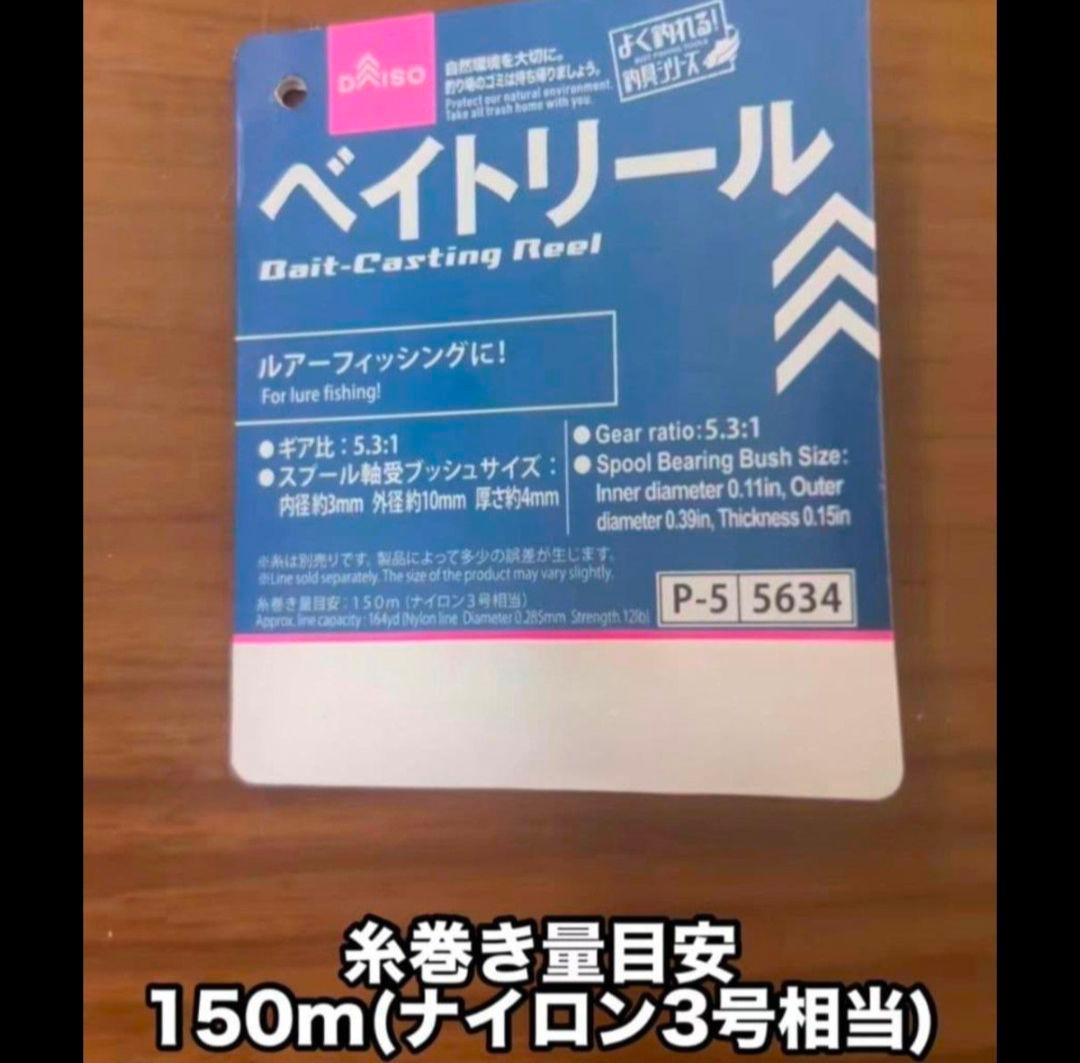 DAISO
自然環境を大切に。
釣り場のゴミは持ち帰りましょう。
Protect our natural environment.
Take all trash home with you.
よく釣れる!
釣具シリーズ
ベイトリール
Bait-Casting Reel
ルアーフィッシングに!
For lure fishing!
●ギア比:5.3:1
●スプール軸受ブッシュサイズ:
内径約3mm 外径約10mm 厚さ約4mm
●Gear ratio:5.3:1
●Spool Bearing Bush Size:
Inner diameter 0.11in, Outer
diameter 0.39in, Thickness 0.15in
※糸は別売りです。製品によって多少の誤差が生じます。
※Line sold separately. The size of the product may vary slightly.
糸巻き量目安:150m(ナイロン3号相当)
Approx. line capacity : 164yd (Nylon line Diameter 0.285mm Strength 12lb)
P-5 5634
糸巻き量目安
150m(ナイロン3号相当)